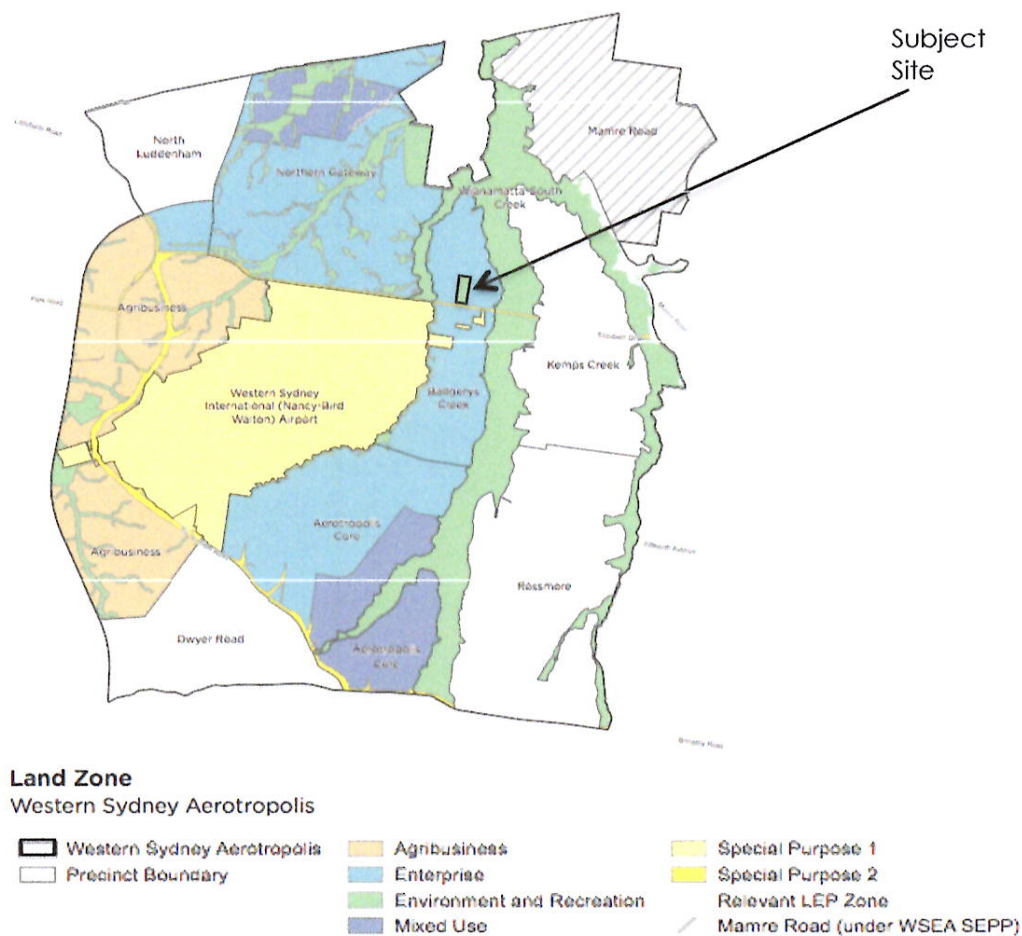 Subject
Site
Mamre Road
North
Luddenham
Northern Gateway
Wianamatta-South
Creek
Agribusiness
Kemps Creek
Western Sydney
International (Nancy-Bird
Walton) Airport
Badgerys
Creek
Aerotropolis
Core
Agribusiness
Rossmore
Dwyer Road
Aerotropolis
Core
Land Zone
Western Sydney Aerotropolis
Western Sydney Aerotropolis
Precinct Boundary
Agribusiness
Enterprise
Environment and Recreation
Mixed Use
Special Purpose 1
Special Purpose 2
Relevant LEP Zone
Mamre Road (under WSEA SEPP)